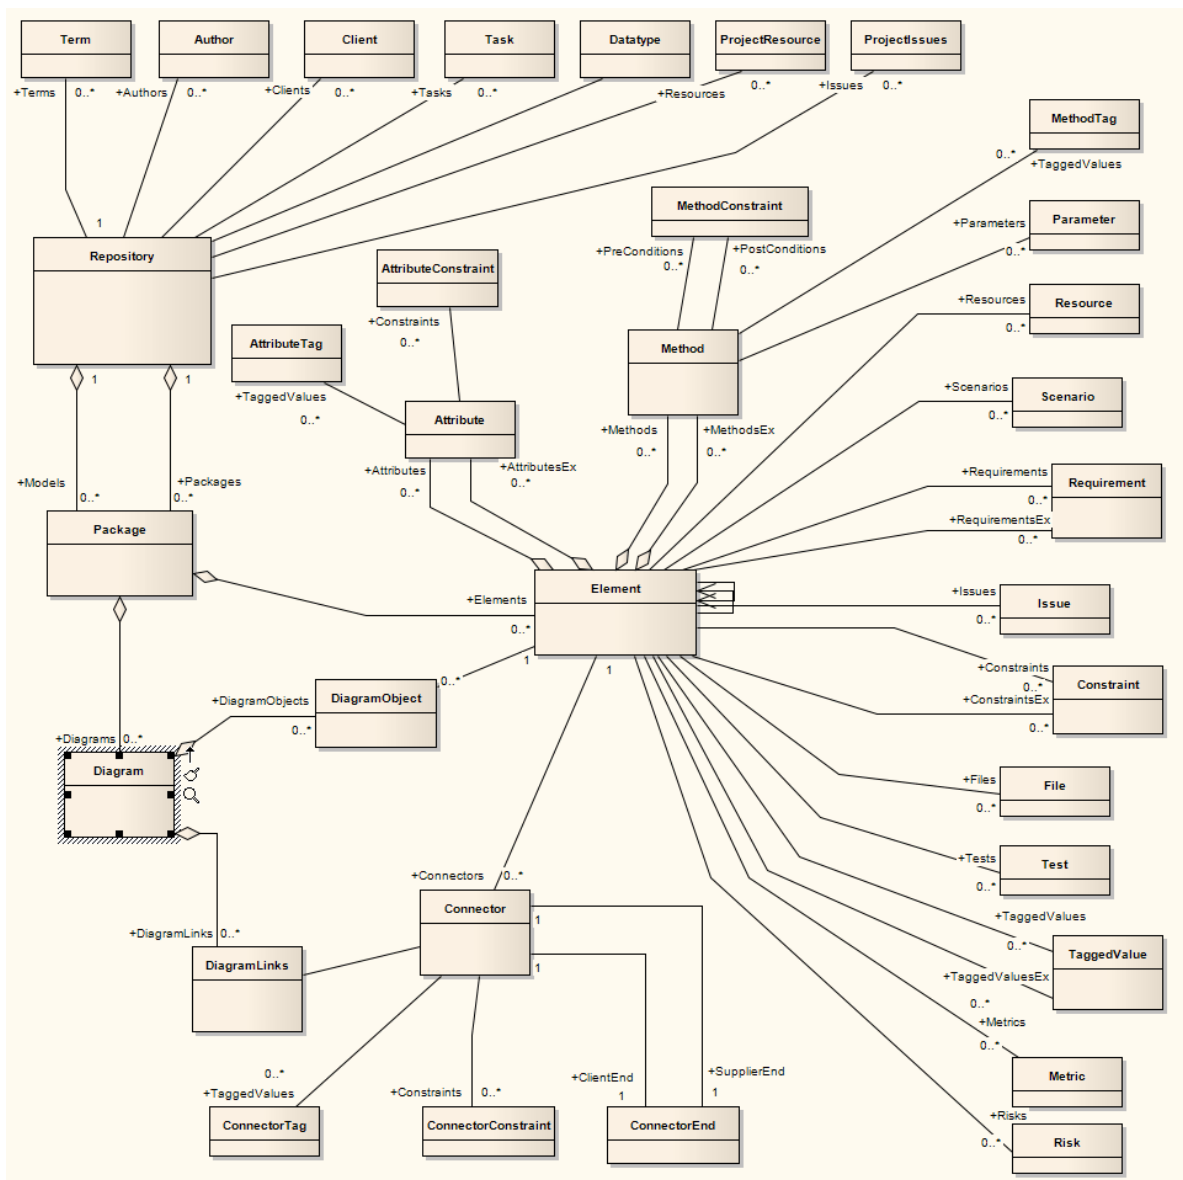 Term
Author
Client
Task
Datatype
ProjectResource
ProjectIssues
+Terms
0..*
+Authors
0..*
+Clients
0..*
+Tasks
0..*
+Resources
0..*
+Issues
0..*
MethodTag
0..*
+TaggedValues
MethodConstraint
Parameter
+Parameters
0..*
1
Repository
+PreConditions
0..*
+PostConditions
0..*
AttributeConstraint
+Constraints
0..*
Resource
+Resources
0..*
AttributeTag
+TaggedValues
0..*
Method
1
1
Scenario
+Scenarios
0..*
Attribute
+Methods
0..*
+MethodsEx
0..*
+Attributes
0..*
+AttributesEx
0..*
+Models
0..*
+Packages
0..*
Requirement
+Requirements
0..*
+RequirementsEx
0..*
Package
Element
+Elements
0..*
1
1
+Issues
0..*
Issue
+Constraints
0..*
+ConstraintsEx
0..*
Constraint
0..*
+DiagramObjects
0..*
DiagramObject
+Diagrams
0..*
Diagram
+Files
0..*
File
+Tests
0..*
Test
+Connectors
0..*
Connector
1
1
+TaggedValues
0..*
+TaggedValuesEx
0..*
TaggedValue
+DiagramLinks
0..*
DiagramLinks
+Metrics
0..*
Metric
0..*
+TaggedValues
+Constraints
0..*
+ClientEnd
1
+SupplierEnd
1
ConnectorTag
ConnectorConstraint
ConnectorEnd
+Risks
0..*
Risk